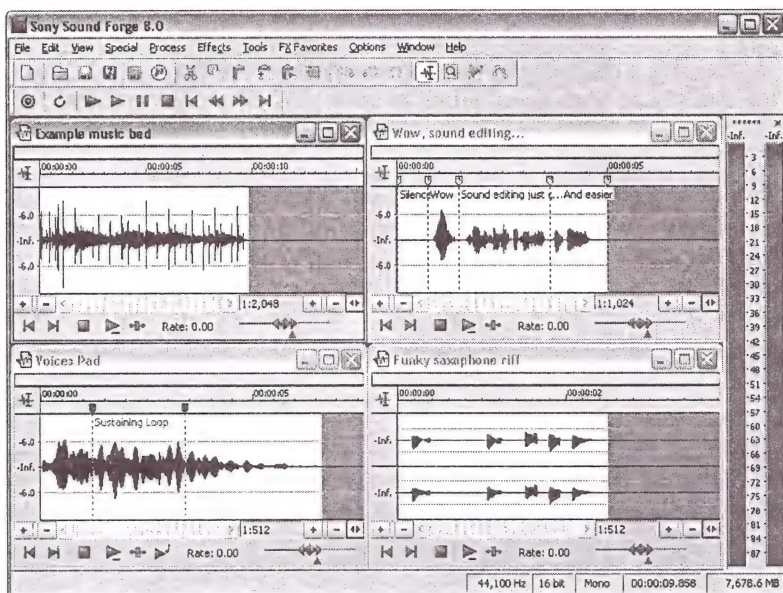 Sony Sound Forge 8.0
File Edit View Special Process Effects Tools FX Favorites Options Window Help
Example music bed
00:00:00 00:00:05 00:00:10
-6.0
-Inf.
-6.0
1:2,048
Rate: 0.00
Wow, sound editing...
00:00:00 00:00:05
Silence Wow Sound editing just g...And easier
-6.0
-Inf.
-6.0
1:1,024
Rate: 0.00
Voices Pad
00:00:00 00:00:05
Sustaining Loop
-6.0
-Inf.
-6.0
1:512
Rate: 0.00
Funky saxophone riff
00:00:00 00:00:02
-Inf.
-Inf.
1:512
Rate: 0.00
-Inf. -Inf.
3
6
9
12
15
18
21
24
27
30
33
36
39
42
45
48
51
54
57
60
63
66
69
72
75
78
81
84
87
44,100 Hz 16 bit Mono 00:00:09.858 7,678.6 MB